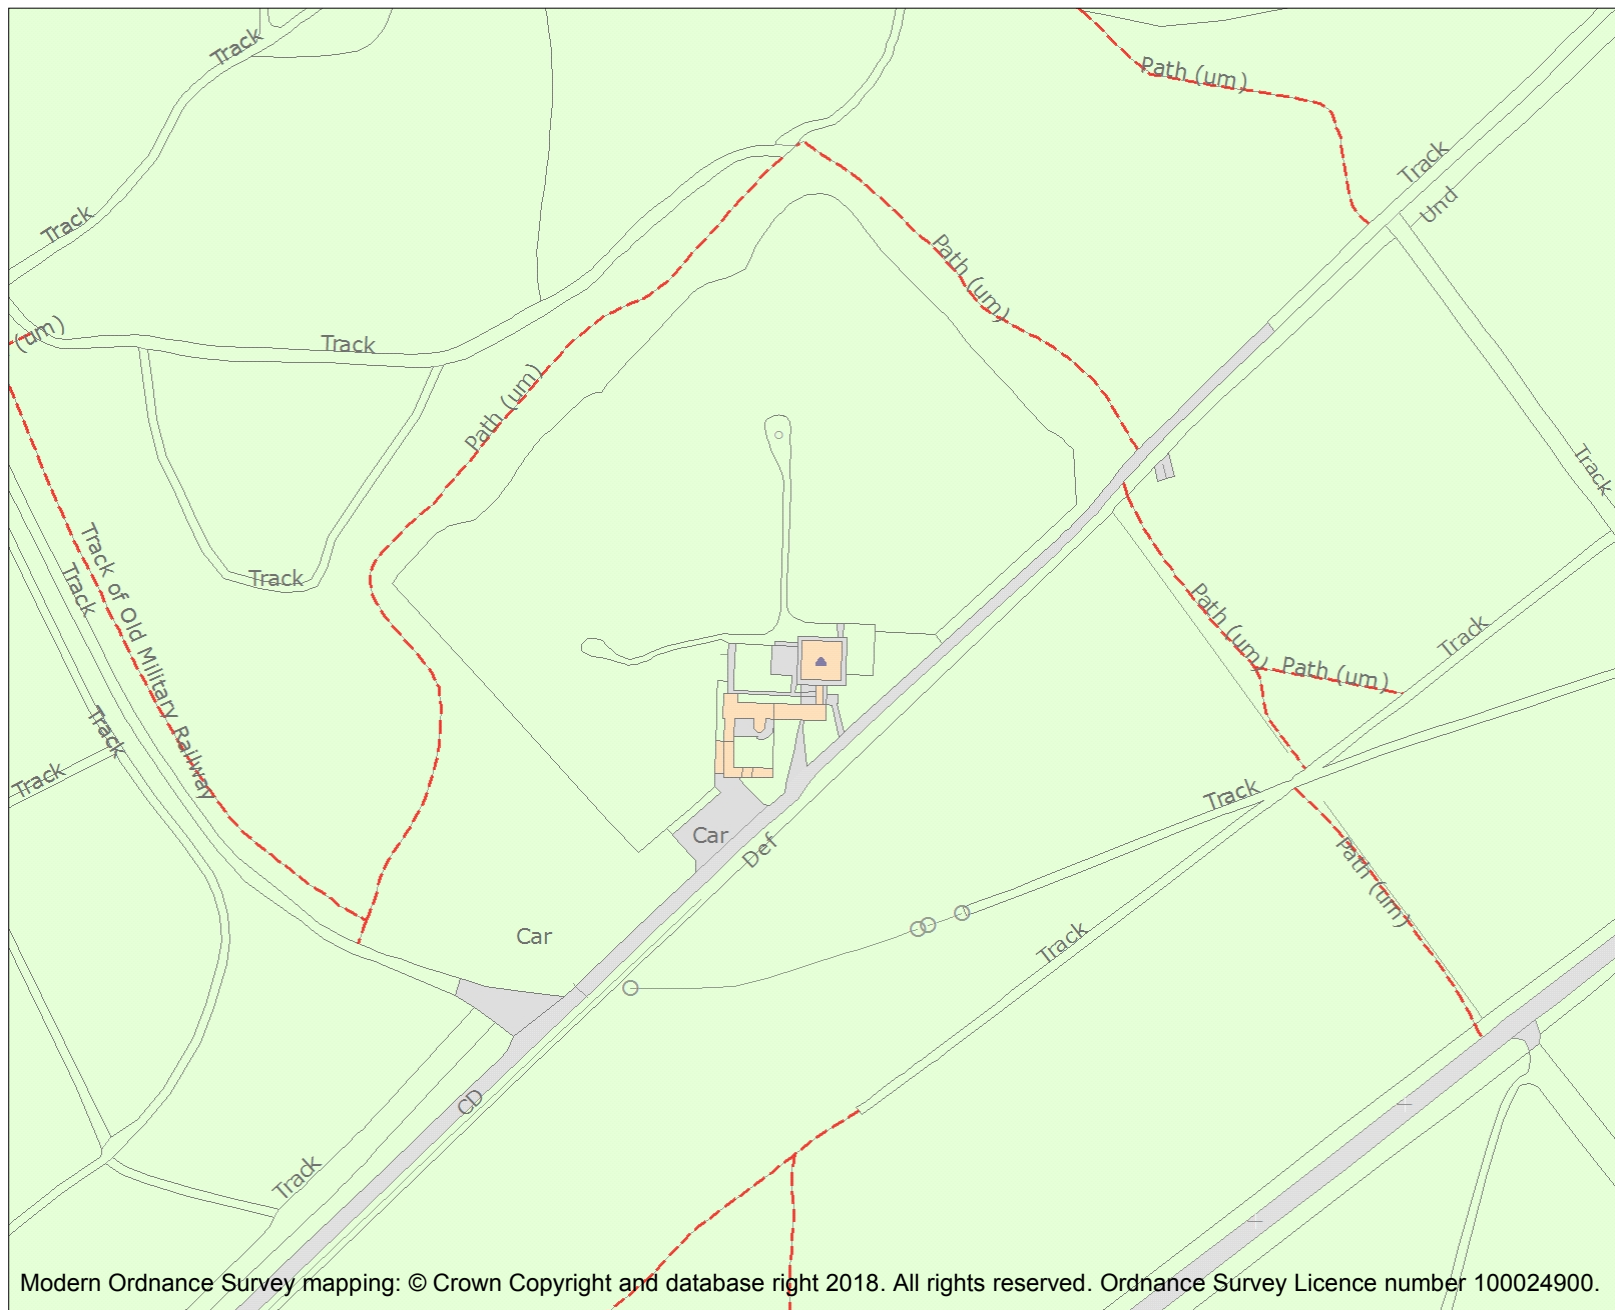 Track
Path (um)
Track
Und
Track
Path (um)
(um)
Track
Path (um)
Track
Track of Old Military Railway
Track
Track
Path (um)
Track
Path (um)
Track
Track
Track
Car
Def
Path (um)
Car
Track
CD
Track
Modern Ordnance Survey mapping: © Crown Copyright and database right 2018. All rights reserved. Ordnance Survey Licence number 100024900.